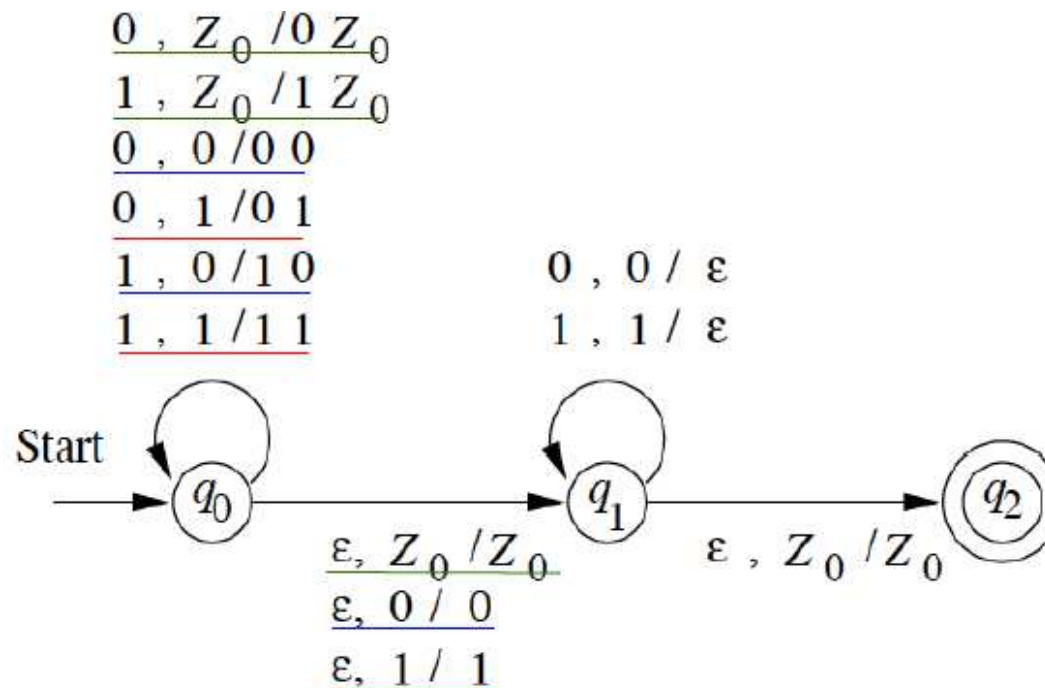 0 , Z0 /0 Z0
1 , Z0 /1 Z0
0 , 0 /0 0
0 , 1 /0 1
1 , 0 /1 0
1 , 1 /1 1
0 , 0 / ε
1 , 1 / ε
Start
q0
q1
q2
ε, Z0 /Z0
ε, 0 / 0
ε, 1 / 1
ε , Z0 /Z0